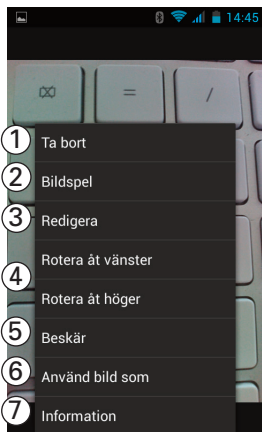 14:45
=
/
1 Ta bort
2 Bildspel
3 Redigera
Rotera åt vänster
4
Rotera åt höger
5 Beskär
6 Använd bild som
7 Information